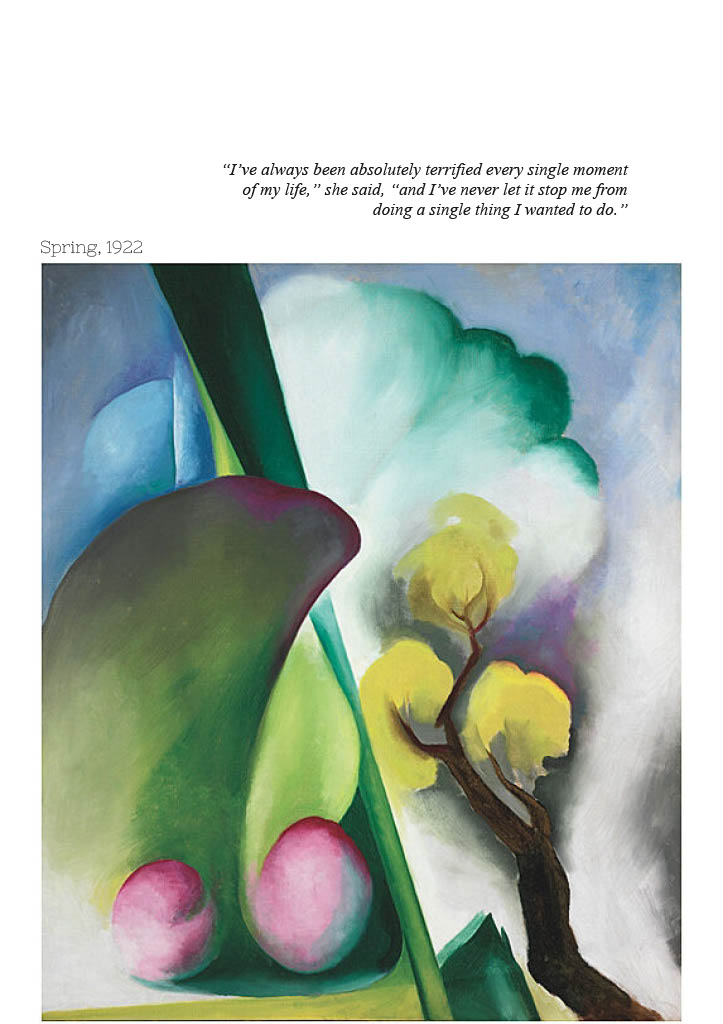 “I’ve always been absolutely terrified every single moment
of my life,” she said, “and I’ve never let it stop me from
doing a single thing I wanted to do.”
Spring, 1922